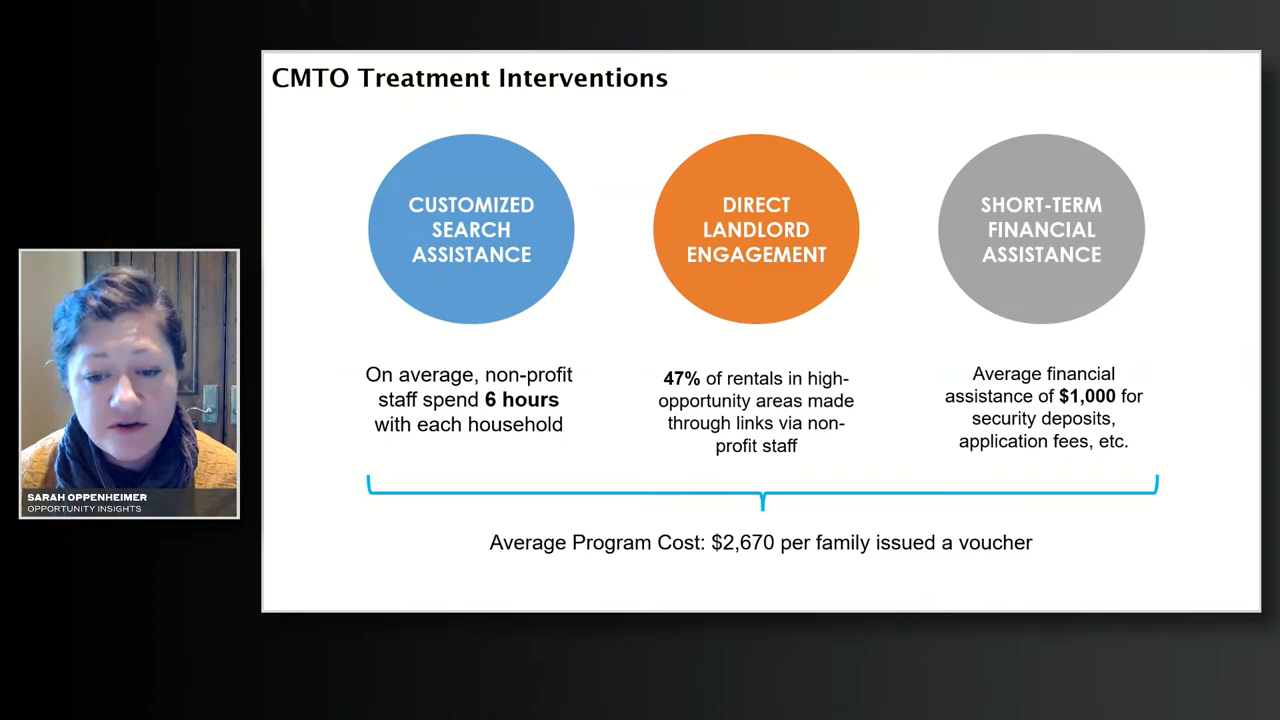 CMTO Treatment Interventions
CUSTOMIZED
SEARCH
ASSISTANCE
DIRECT
LANDLORD
ENGAGEMENT
SHORT-TERM
FINANCIAL
ASSISTANCE
On average, non-profit
staff spend 6 hours
with each household
47% of rentals in high-
opportunity areas made
through links via non-
profit staff
Average financial
assistance of $1,000 for
security deposits,
application fees, etc.
Average Program Cost: $2,670 per family issued a voucher
SARAH OPPENHEIMER
OPPORTUNITY INSIGHTS